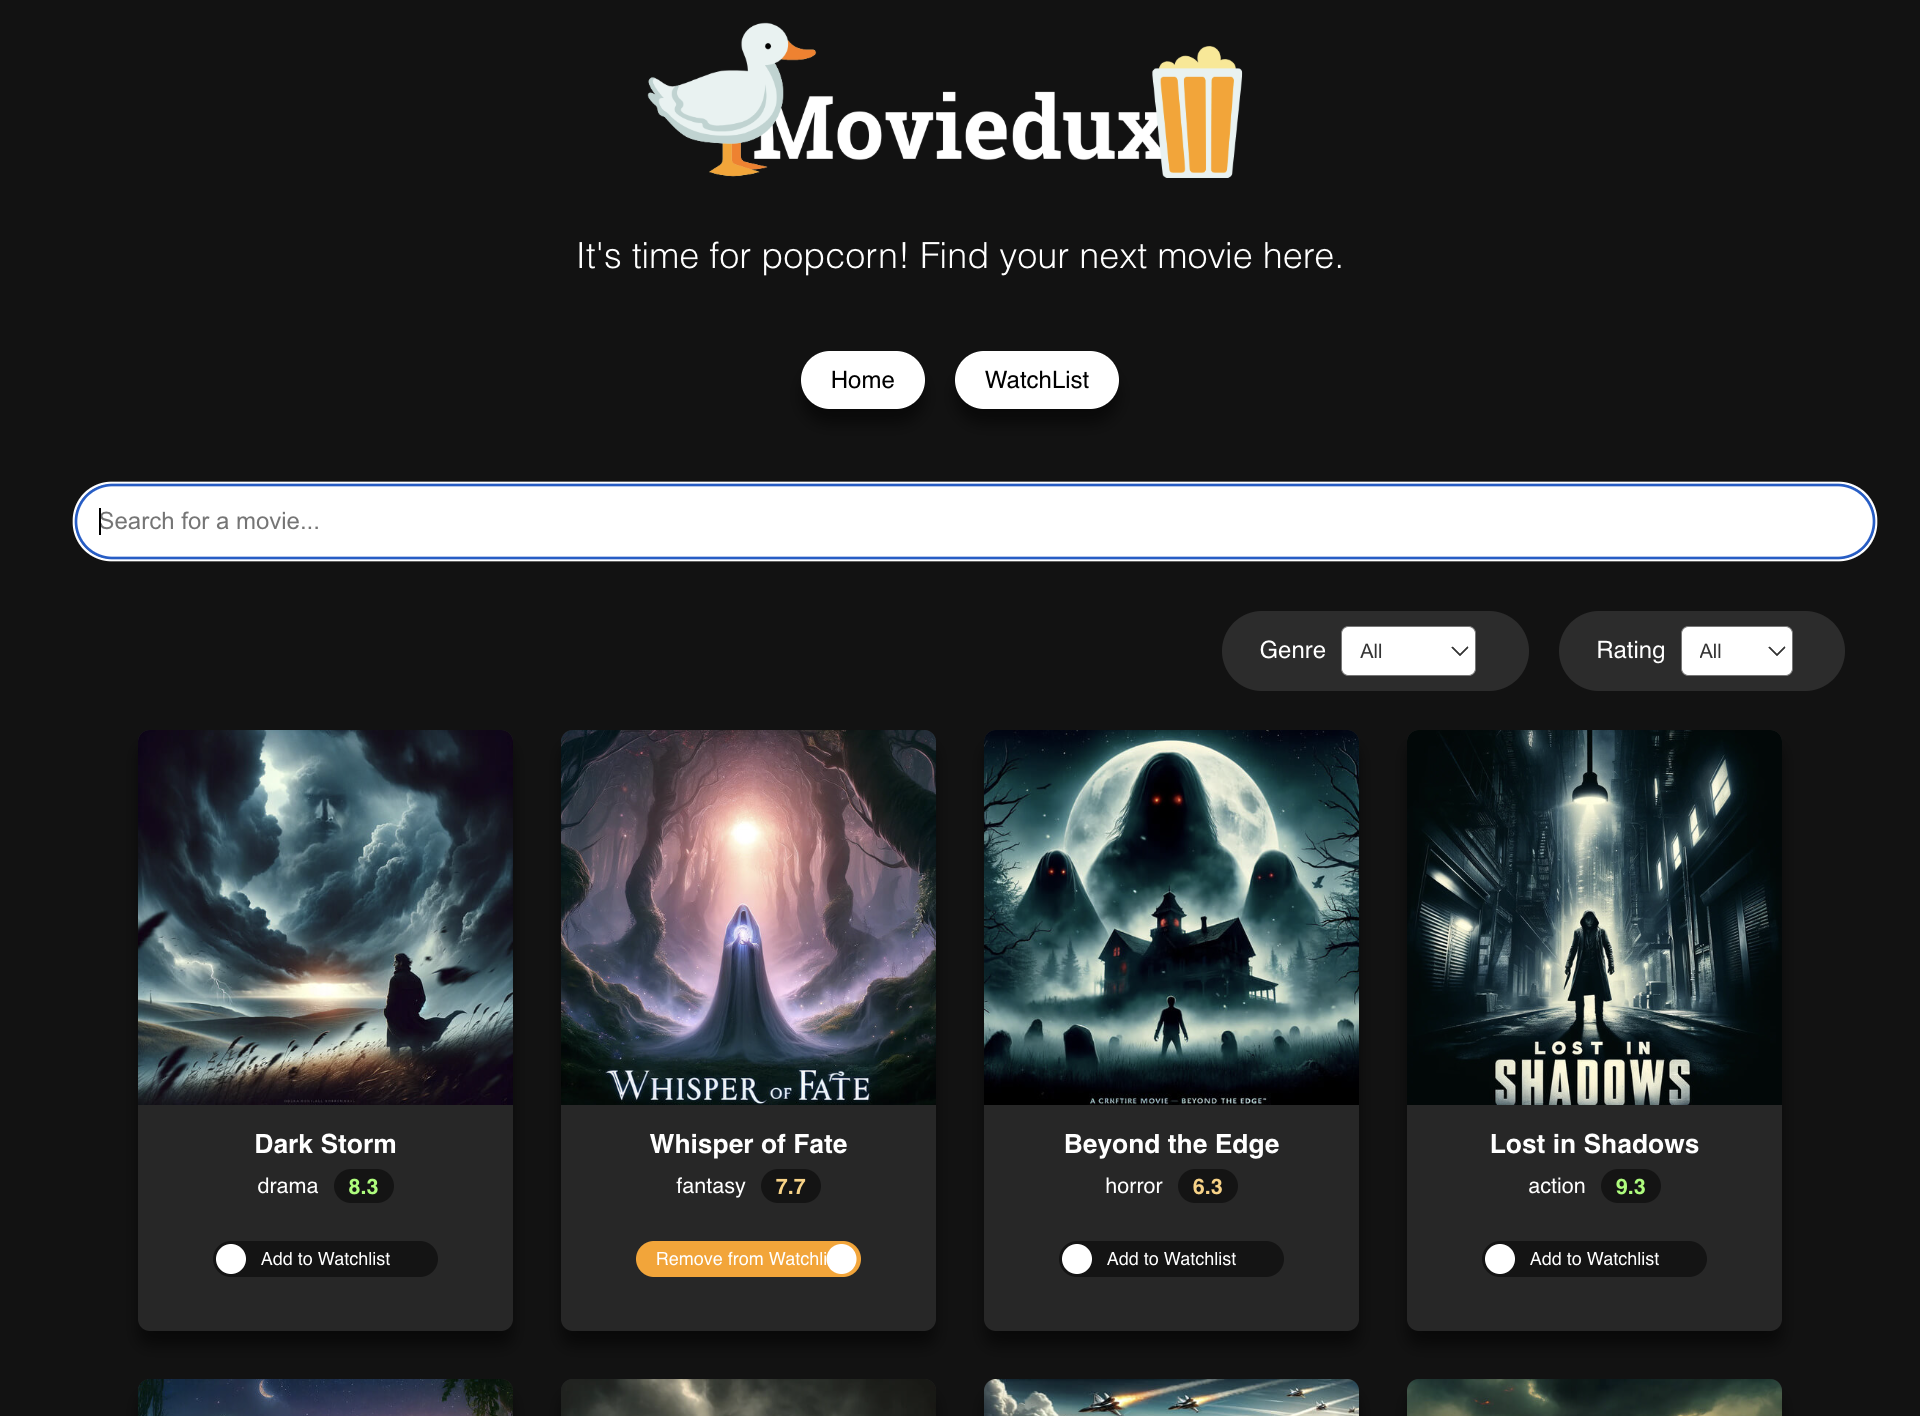 Moviedux
It's time for popcorn! Find your next movie here.
Home WatchList
Search for a movie...
Genre All Rating All
WHISPER OF FATE
MOVIE — BEYOND THE EDGE"
LOST IN
SHADOWS
Dark Storm Whisper of Fate Beyond the Edge Lost in Shadows
drama 8.3 fantasy 7.7 horror 6.3 action 9.3
Add to Watchlist Remove from Watchli Add to Watchlist Add to Watchlist